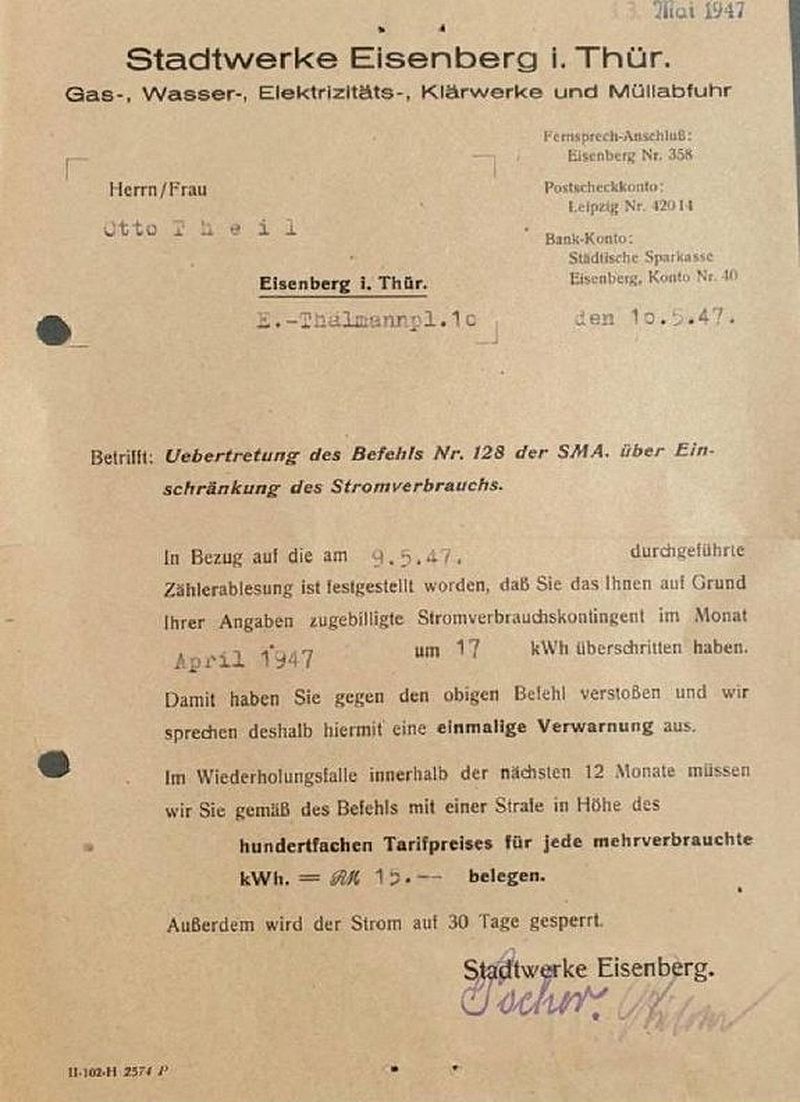 Mai 1947
Stadtwerke Eisenberg i. Thür.
Gas-, Wasser-, Elektrizitäts-, Klärwerke und Müllabfuhr
Fernsprech-Anschluß:
Eisenberg Nr. 358
Postscheckkonto:
Leipzig Nr. 42014
Bank-Konto:
Städtische Sparkasse
Eisenberg, Konto Nr. 40
Herrn/Frau
Otto T h e i l
Eisenberg i. Thür.
E.-Thälmannpl.1o
den 1o.5.47.
Betrifft: Uebertretung des Befehls Nr. 128 der SMA. über Ein-
schränkung des Stromverbrauchs.
In Bezug auf die am 9.5.47. durchgeführte
Zählerablesung ist festgestellt worden, daß Sie das Ihnen auf Grund
Ihrer Angaben zugebilligte Stromverbrauchskontingent im Monat
April 1947 um 17 kWh überschritten haben.
Damit haben Sie gegen den obigen Befehl verstoßen und wir
sprechen deshalb hiermit eine einmalige Verwarnung aus.
Im Wiederholungsfalle innerhalb der nächsten 12 Monate müssen
wir Sie gemäß des Befehls mit einer Strafe in Höhe des
hundertfachen Tarifpreises für jede mehrverbrauchte
kWh. = RM 15.-- belegen.
Außerdem wird der Strom auf 30 Tage gesperrt.
Stadtwerke Eisenberg.
II-102-H 2574 P